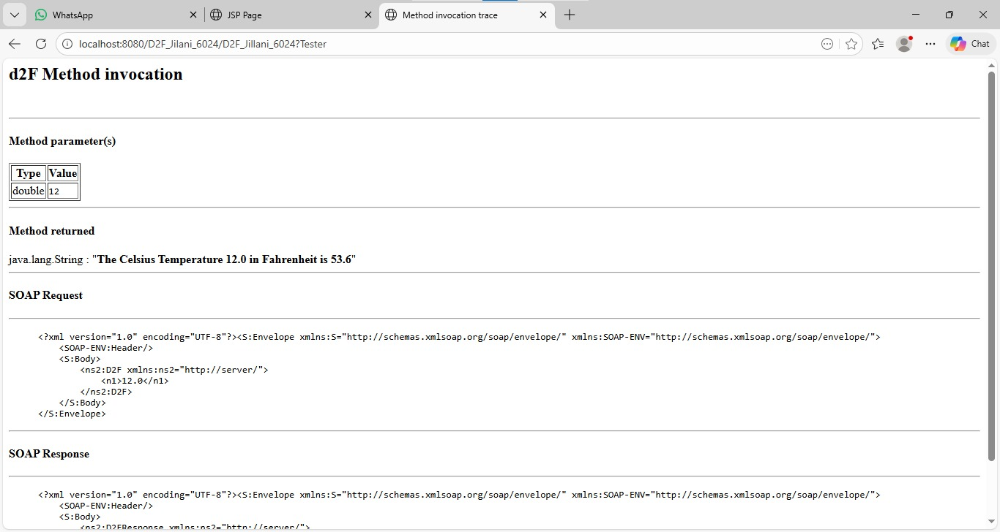 WhatsApp
JSP Page
Method invocation trace
localhost:8080/D2F_Jilani_6024/D2F_Jillani_6024?Tester
Chat
d2F Method invocation
Method parameter(s)
Type Value
double 12
Method returned
java.lang.String : "The Celsius Temperature 12.0 in Fahrenheit is 53.6"
SOAP Request
<?xml version="1.0" encoding="UTF-8"?><S:Envelope xmlns:S="http://schemas.xmlsoap.org/soap/envelope/" xmlns:SOAP-ENV="http://schemas.xmlsoap.org/soap/envelope/">
<SOAP-ENV:Header/>
<S:Body>
<ns2:D2F xmlns:ns2="http://server/">
<n1>12.0</n1>
</ns2:D2F>
</S:Body>
</S:Envelope>
SOAP Response
<?xml version="1.0" encoding="UTF-8"?><S:Envelope xmlns:S="http://schemas.xmlsoap.org/soap/envelope/" xmlns:SOAP-ENV="http://schemas.xmlsoap.org/soap/envelope/">
<SOAP-ENV:Header/>
<S:Body>
<ns2:D2FResponse xmlns:ns2="http://server/">